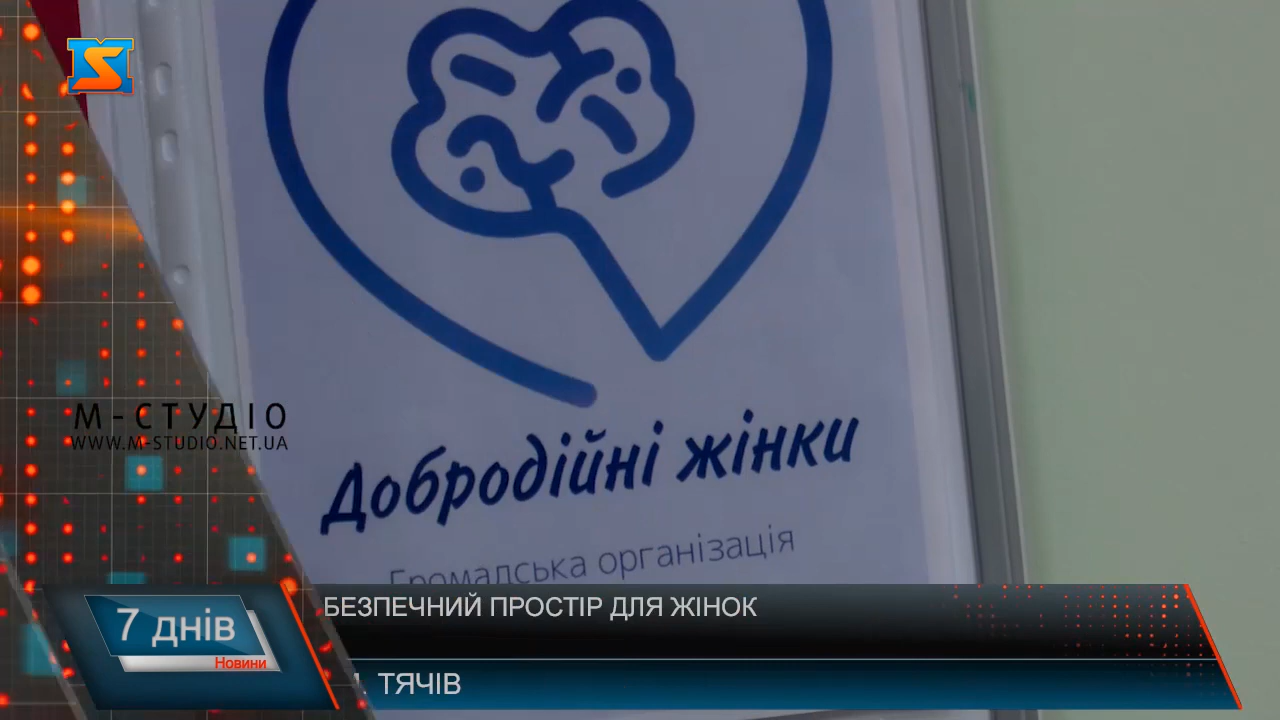 М-СТУДІО
WWW.M-STUDIO.NET.UA
Добродійні жінки
Громадська організація
7 днів
Новини
БЕЗПЕЧНИЙ ПРОСТІР ДЛЯ ЖІНОК
ТЯЧІВ